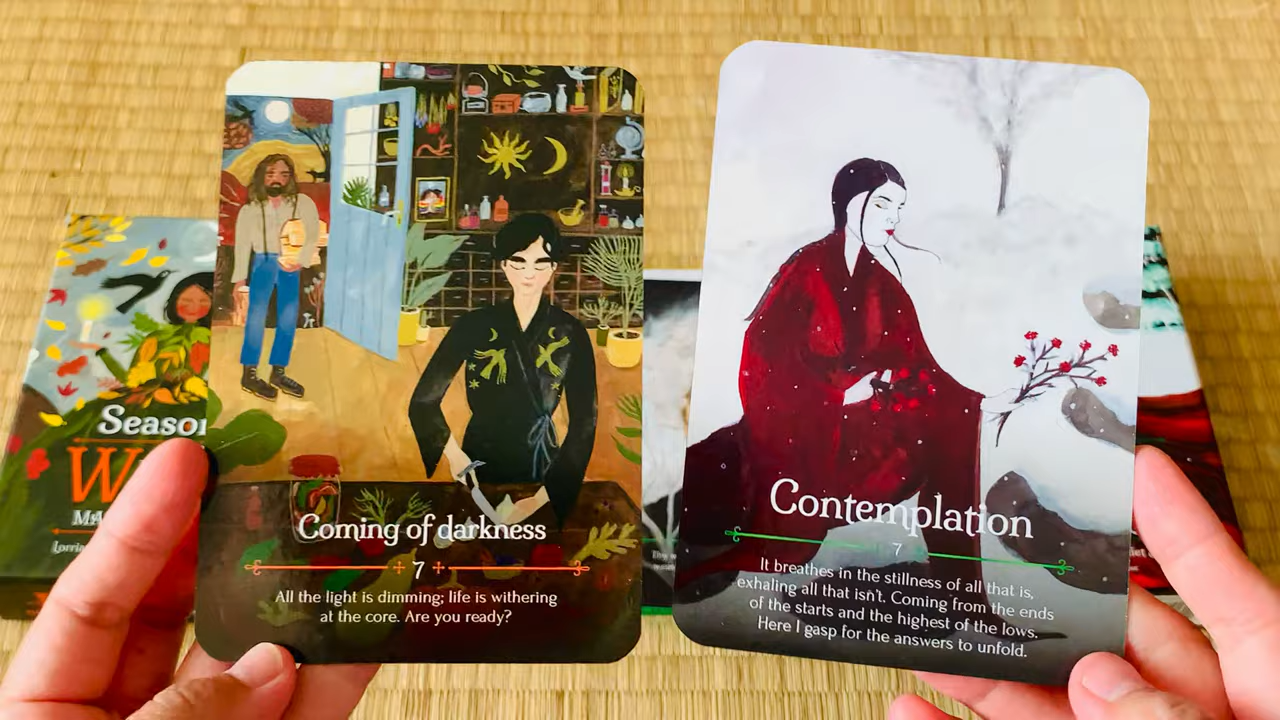 Seaso
W
MA
Lorria
Coming of darkness
7
All the light is dimming; life is withering
at the core. Are you ready?
Contemplation
7
It breathes in the stillness of all that is,
exhaling all that isn't. Coming from the ends
of the starts and the highest of the lows.
Here I gasp for the answers to unfold.